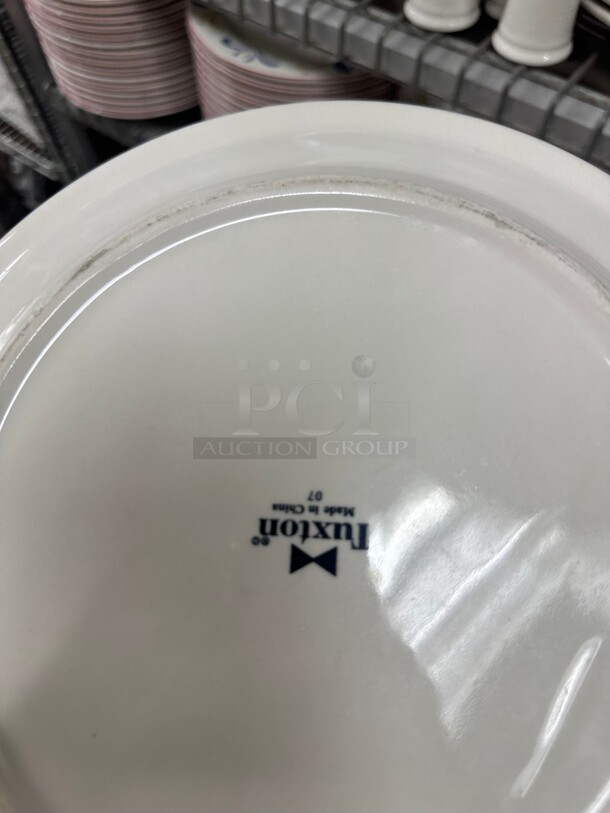 PCI
AUCTION GROUP
Tuxton®
Made in China
07